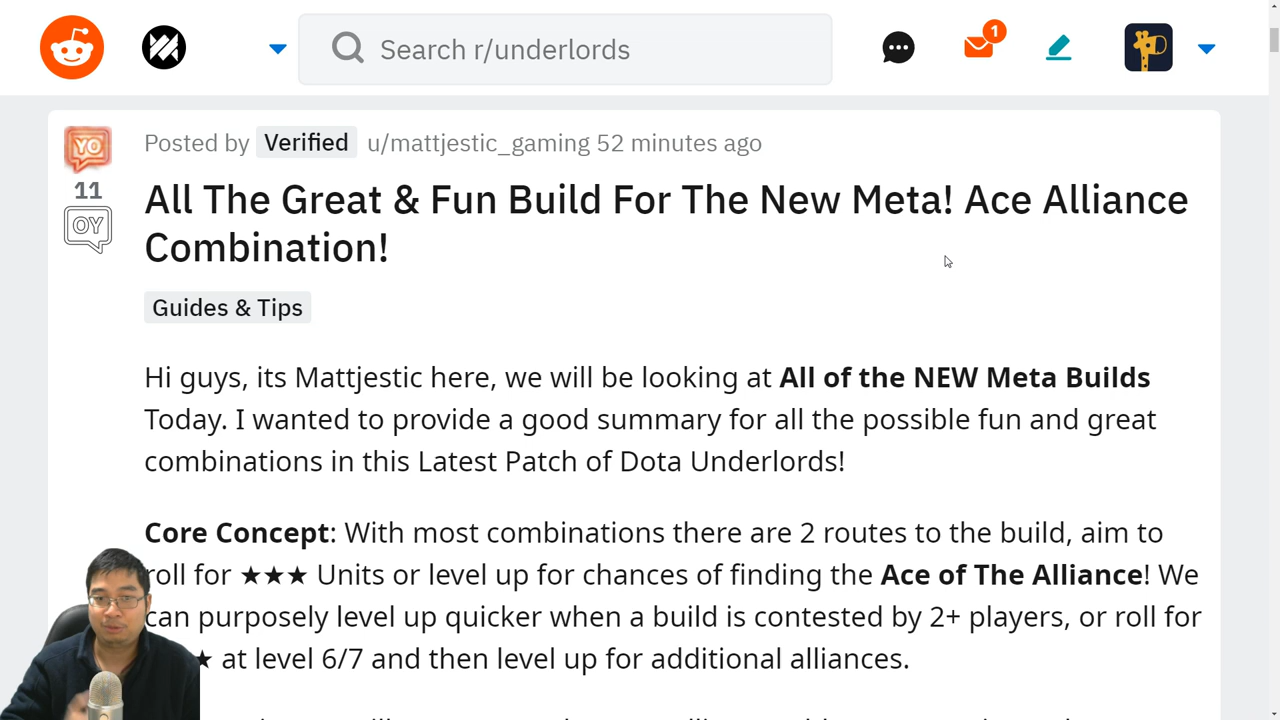 Search r/underlords
1
YO
Posted by Verified u/mattjestic_gaming 52 minutes ago
11
OY
All The Great & Fun Build For The New Meta! Ace Alliance
Combination!
Guides & Tips
Hi guys, its Mattjestic here, we will be looking at All of the NEW Meta Builds
Today. I wanted to provide a good summary for all the possible fun and great
combinations in this Latest Patch of Dota Underlords!
Core Concept: With most combinations there are 2 routes to the build, aim to
roll for ★★★ Units or level up for chances of finding the Ace of The Alliance! We
can purposely level up quicker when a build is contested by 2+ players, or roll for
★ at level 6/7 and then level up for additional alliances.